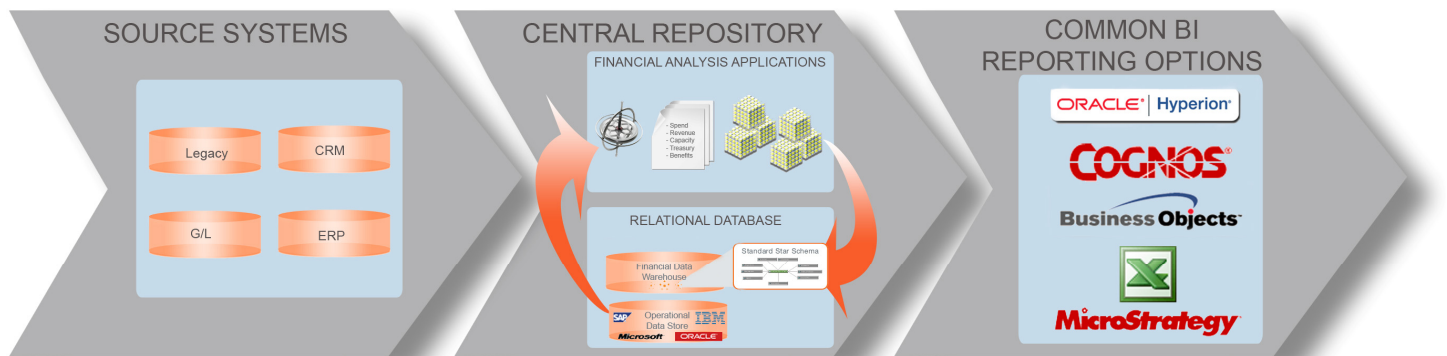 SOURCE SYSTEMS
Legacy
CRM
G/L
ERP
CENTRAL REPOSITORY
FINANCIAL ANALYSIS APPLICATIONS
- Spend
- Revenue
- Capacity
- Treasury
- Benefits
RELATIONAL DATABASE
Financial Data
Warehouse
Standard Star Schema
SAP
Operational
Data Store
IBM
Microsoft
ORACLE
COMMON BI
REPORTING OPTIONS
ORACLE® | Hyperion®
COGNOS®
Business Objects™
X
MicroStrategy